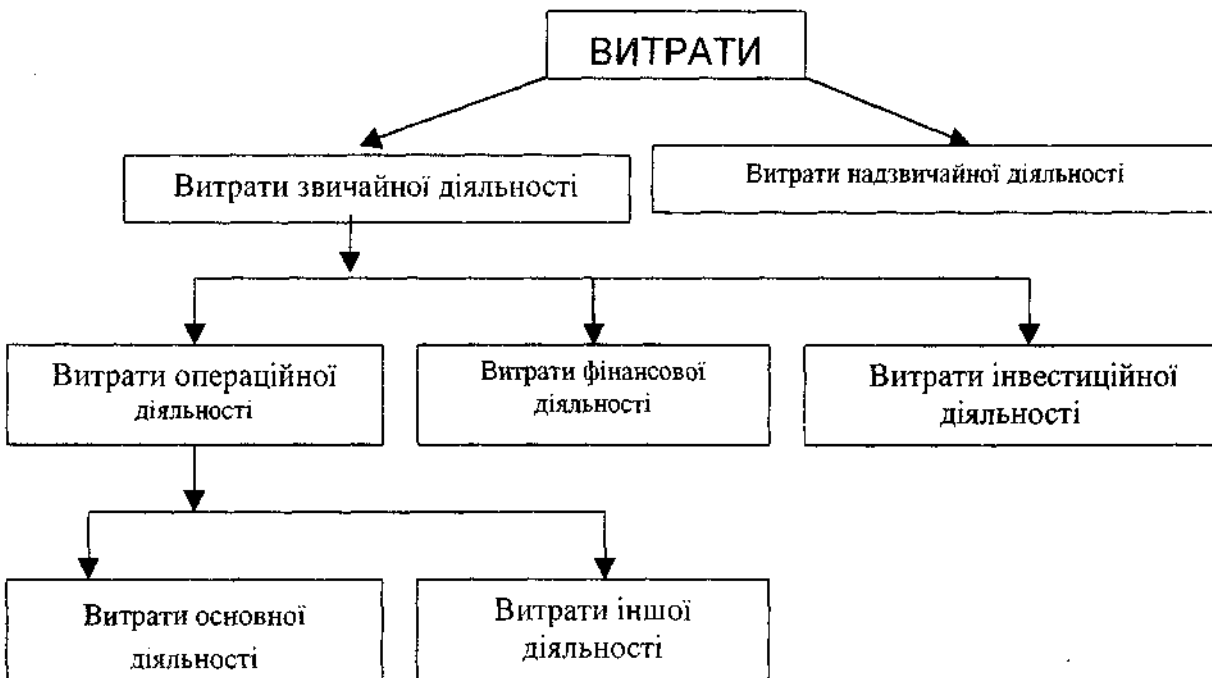 ВИТРАТИ
Витрати звичайної діяльності
Витрати надзвичайної діяльності
Витрати операційної
діяльності
Витрати фінансової
діяльності
Витрати інвестиційної
діяльності
Витрати основної
діяльності
Витрати іншої
діяльності